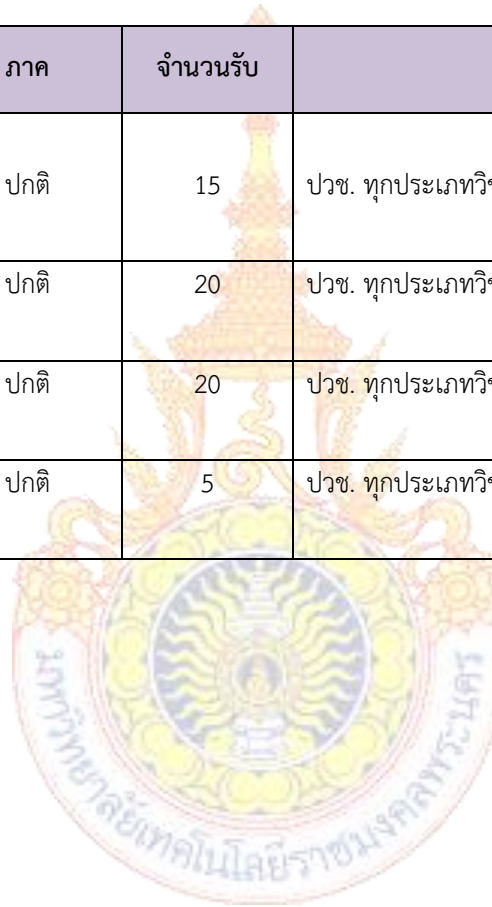 ภาค จำนวนรับ
ปกติ 15 ปวช. ทุกประเภทวิช
ปกติ 20 ปวช. ทุกประเภทวิช
ปกติ 20 ปวช. ทุกประเภทวิช
ปกติ 5 ปวช. ทุกประเภทวิช
มหาวิทยาลัยเทคโนโลยีราชมงคลพระนคร